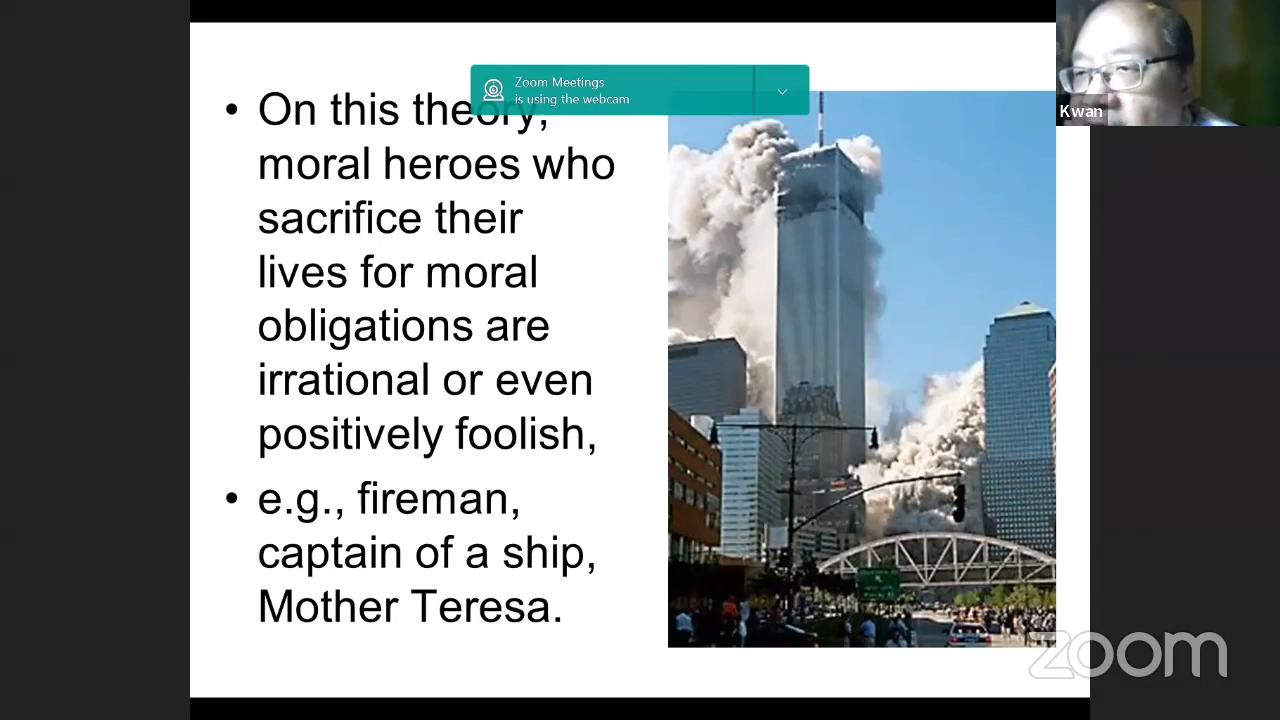 Zoom Meetings
is using the webcam
• On this theory,
moral heroes who
sacrifice their
lives for moral
obligations are
irrational or even
positively foolish,
• e.g., fireman,
captain of a ship,
Mother Teresa.
Kwan
zoom